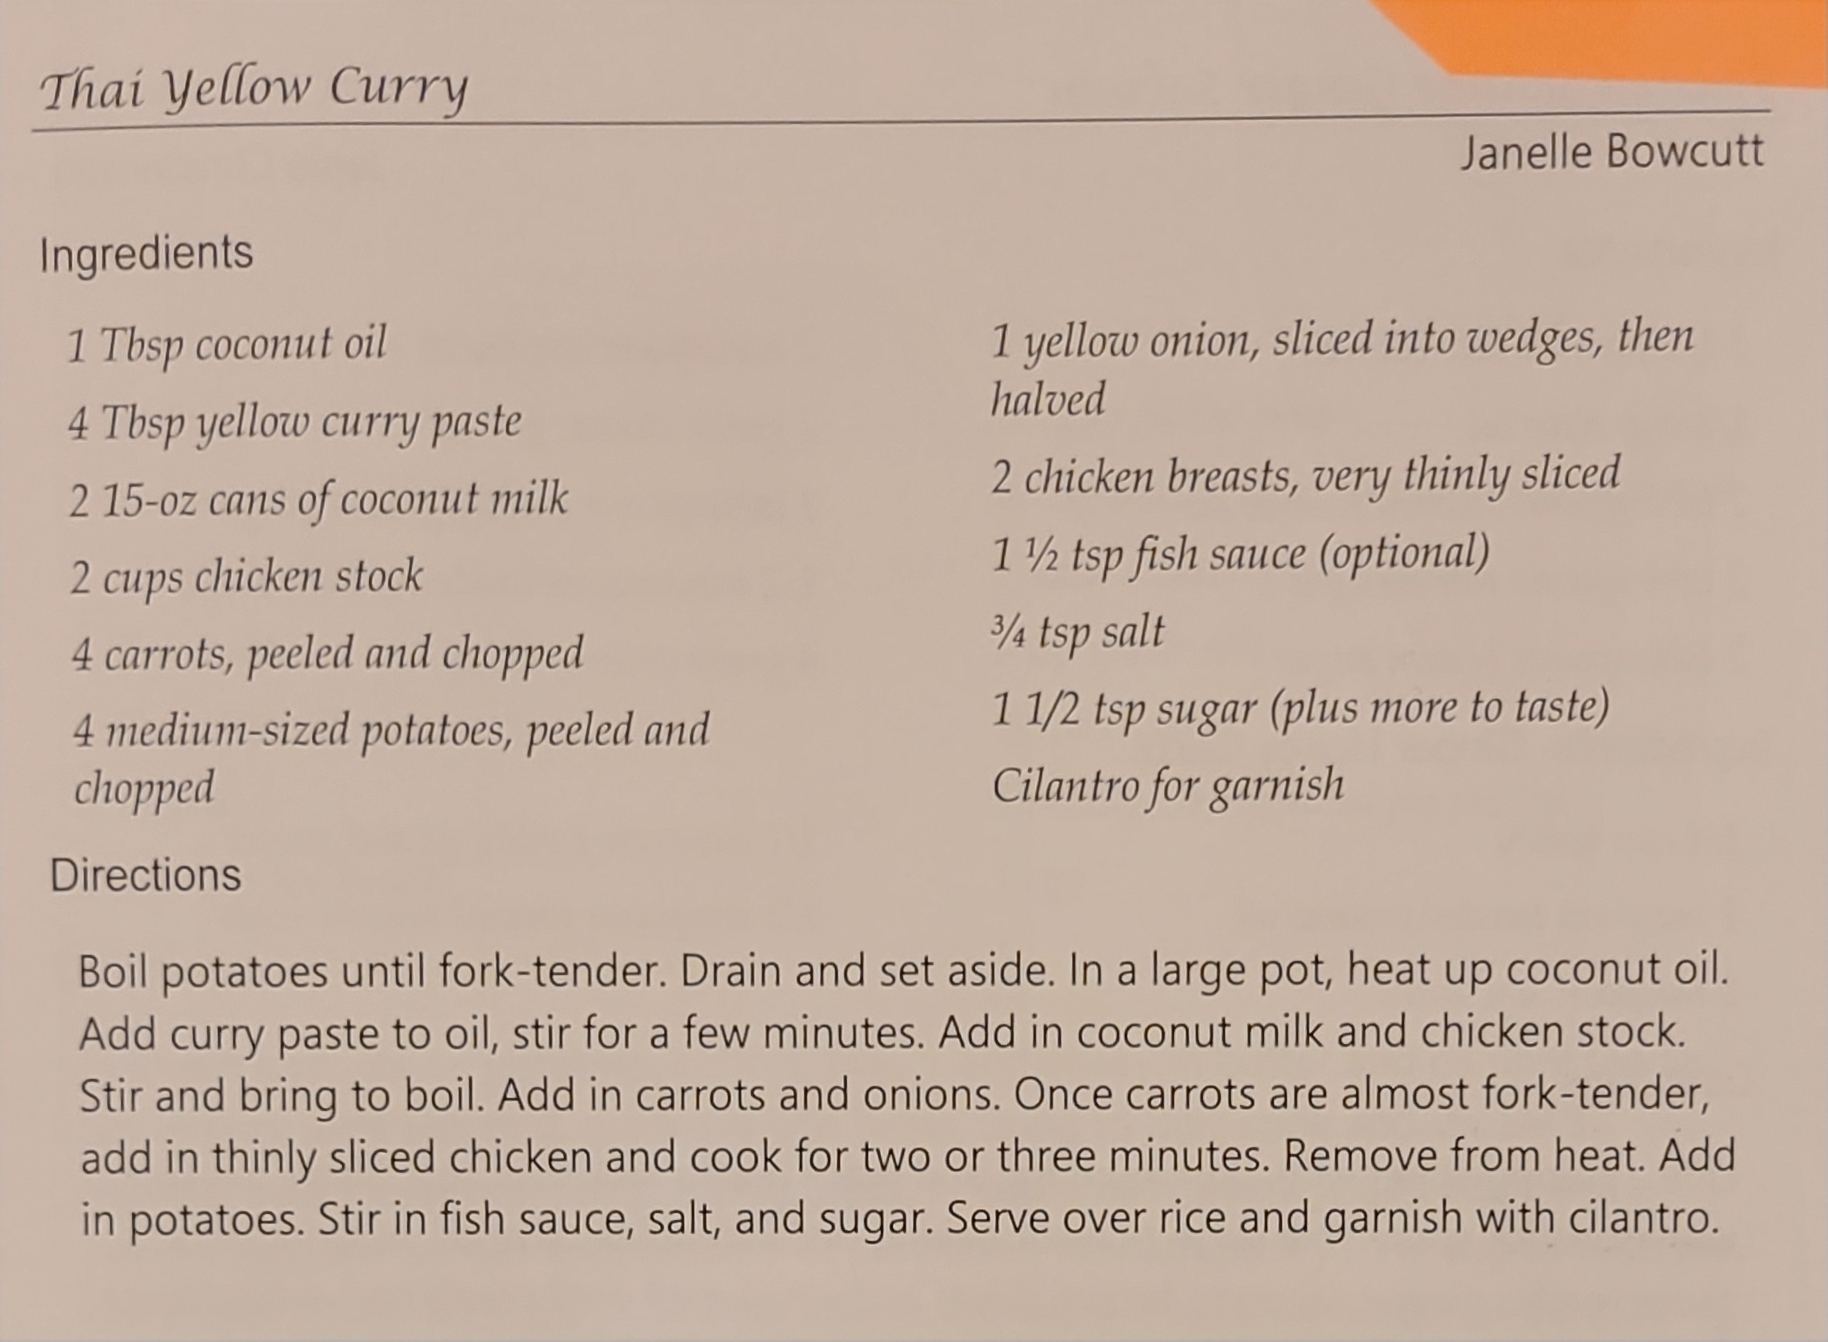 Thai Yellow Curry
Janelle Bowcutt
Ingredients
1 Tbsp coconut oil
4 Tbsp yellow curry paste
2 15-oz cans of coconut milk
2 cups chicken stock
4 carrots, peeled and chopped
4 medium-sized potatoes, peeled and
chopped
1 yellow onion, sliced into wedges, then
halved
2 chicken breasts, very thinly sliced
1 ½ tsp fish sauce (optional)
¾ tsp salt
1 1/2 tsp sugar (plus more to taste)
Cilantro for garnish
Directions
Boil potatoes until fork-tender. Drain and set aside. In a large pot, heat up coconut oil.
Add curry paste to oil, stir for a few minutes. Add in coconut milk and chicken stock.
Stir and bring to boil. Add in carrots and onions. Once carrots are almost fork-tender,
add in thinly sliced chicken and cook for two or three minutes. Remove from heat. Add
in potatoes. Stir in fish sauce, salt, and sugar. Serve over rice and garnish with cilantro.